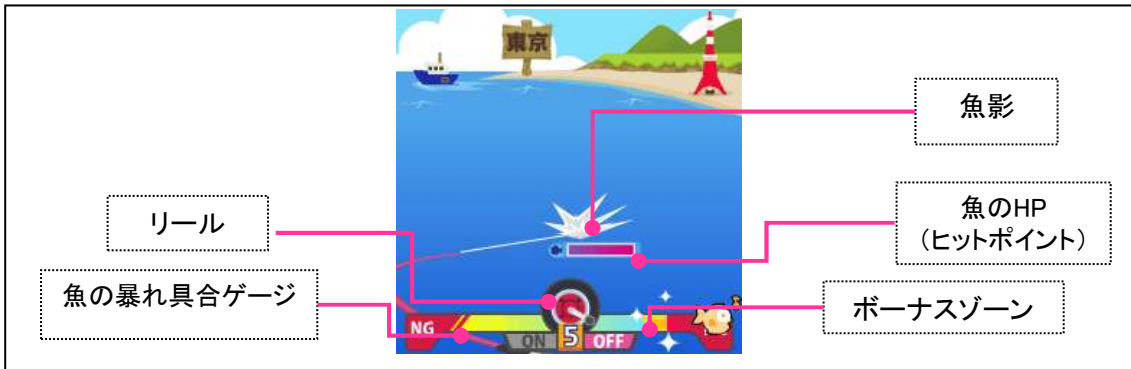 東京
魚影
リール
魚のHP
(ヒットポイント)
魚の暴れ具合ゲージ
ボーナスゾーン
NG
ON 5 OFF